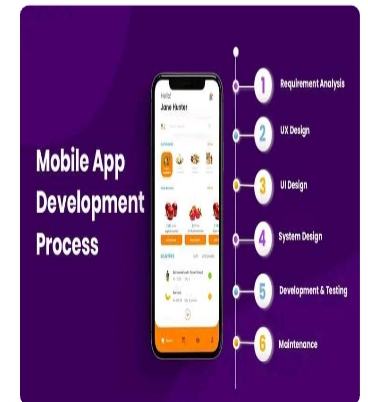 Mobile App
Development
Process
Hello!
Jane Hunter
1
Requirement Analysis
2
UX Design
3
UI Design
4
System Design
5
Development & Testing
6
Maintenance